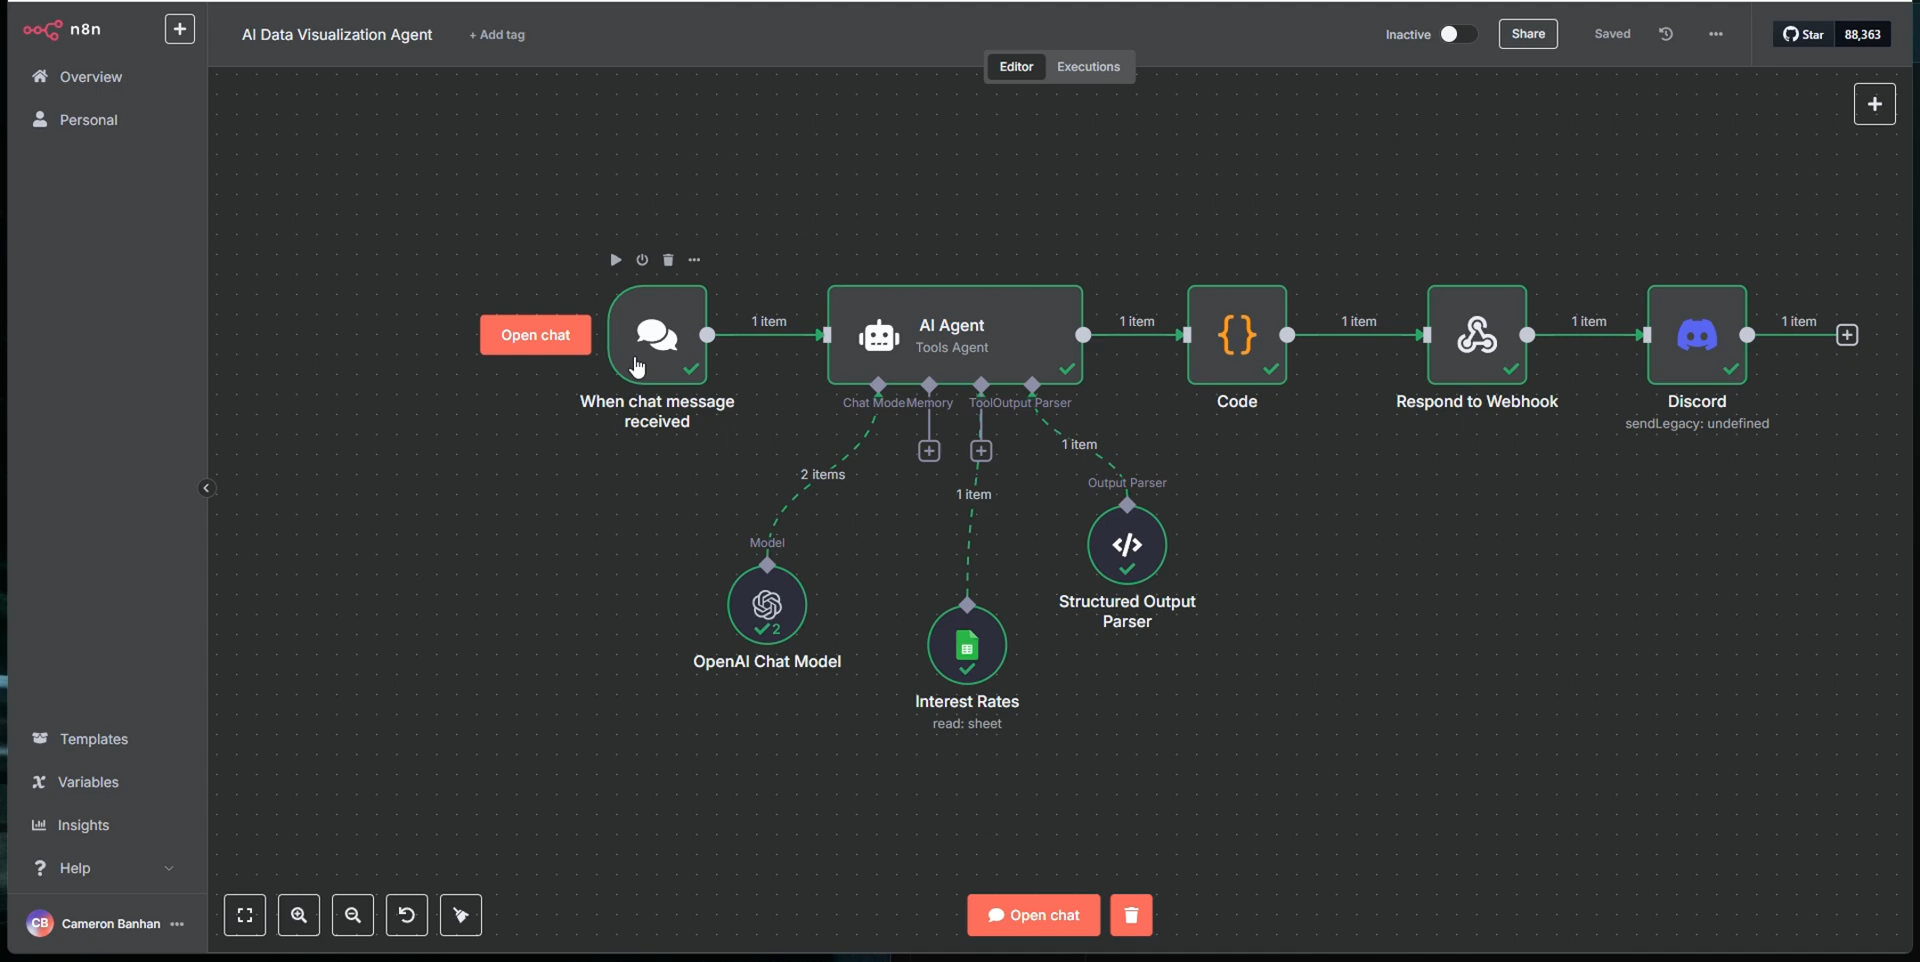 n8n
Overview
Personal
AI Data Visualization Agent
+ Add tag
Inactive
Share
Saved
Star
88,363
Editor
Executions
Open chat
When chat message
received
1 item
AI Agent
Tools Agent
Chat Mode
Memory
Tool
Output Parser
1 item
Code
1 item
Respond to Webhook
1 item
Discord
sendLegacy: undefined
1 item
2 items
1 item
1 item
Model
2
OpenAI Chat Model
Interest Rates
read: sheet
Output Parser
Structured Output
Parser
Templates
Variables
Insights
? Help
CB
Cameron Banhan
Open chat